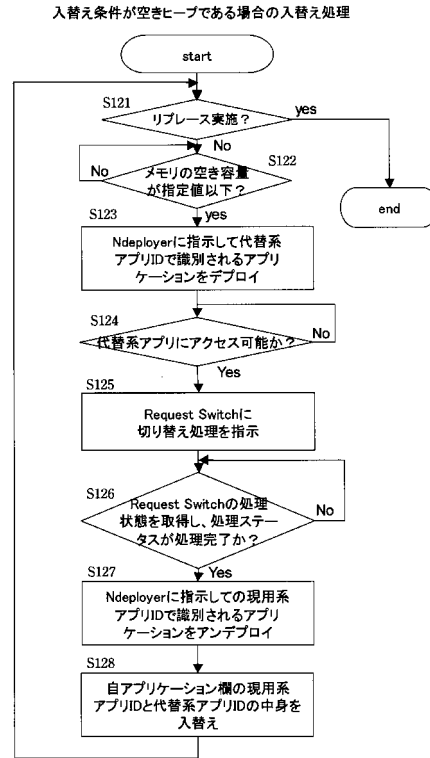 入替え条件が空きヒープである場合の入替え処理
start
S121
リプレース実施?
yes
No
S122
No
メモリの空き容量
が指定値以下?
S123
yes
end
Ndeployerに指示して代替系
アプリIDで識別されるアプリ
ケーションをデプロイ
S124
No
代替系アプリにアクセス可能か?
S125
Yes
Request Switchに
切り替え処理を指示
S126
Request Switchの処理
状態を取得し、処理ステー
タスが処理完了か?
No
S127
Yes
Ndeployerに指示しての現用系
アプリIDで識別されるアプリ
ケーションをアンデプロイ
S128
自アプリケーション欄の現用系
アプリIDと代替系アプリIDの中身を
入替え